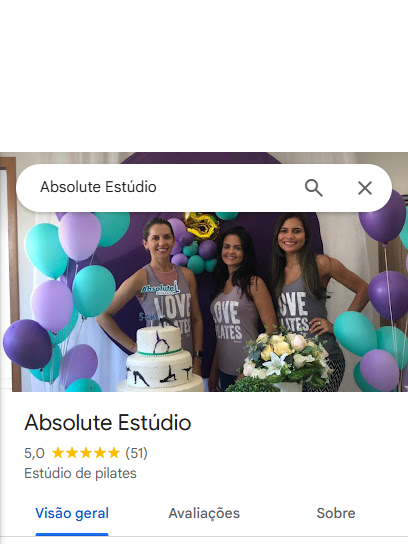 Absolute Estúdio
Absolute
LOVE
PILATES
LOVE
PILATES
LOVE
PILATES
Absolute Estúdio
5,0 ★★★★★ (51)
Estúdio de pilates
Visão geral
Avaliações
Sobre